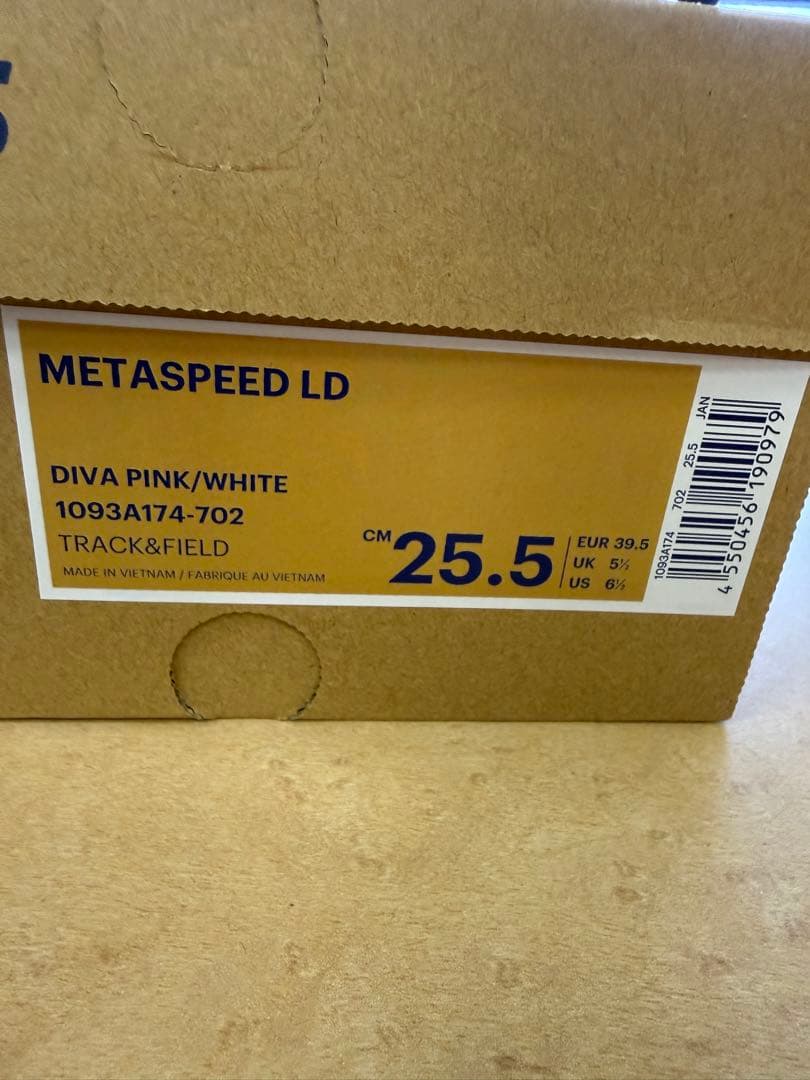 METASPEED LD
DIVA PINK/WHITE
1093A174-702
TRACK&FIELD
MADE IN VIETNAM / FABRIQUE AU VIETNAM
CM 25.5
EUR 39.5
UK 5½
US 6½
1093A174 702 25.5 JAN
4 550456 190979